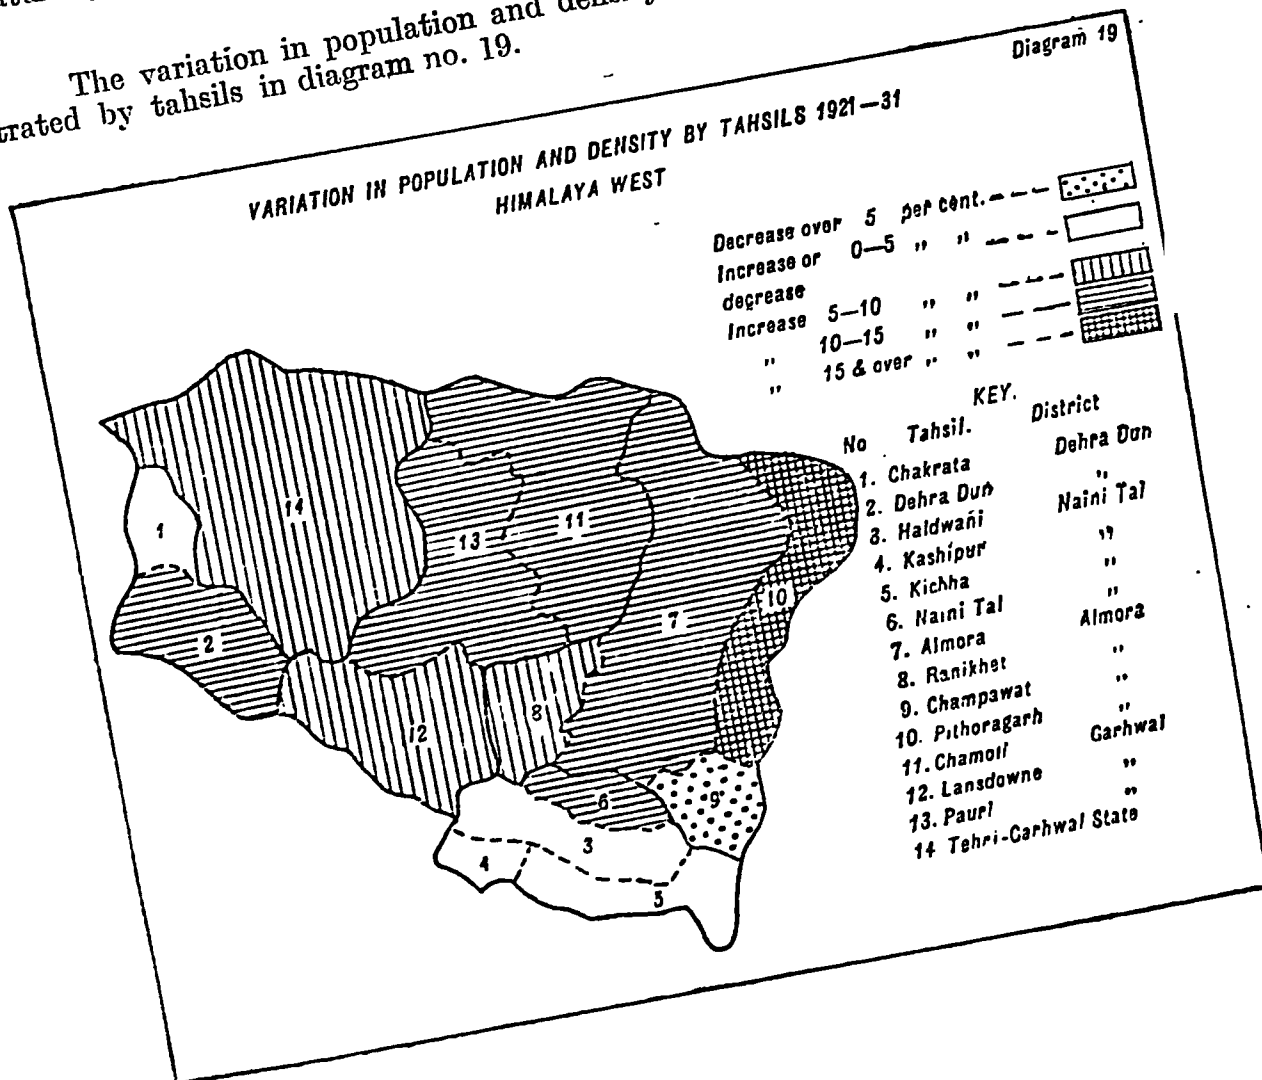 The variation in population and density
trated by tahsils in diagram no. 19.
Diagram 19
VARIATION IN POPULATION AND DENSITY BY TAHSILS 1921—31
HIMALAYA WEST
Decrease over 5 per cent.
Increase or 0—5 " "
decrease
Increase 5—10 " "
" 10—15 " "
" 15 & over " "
KEY.
No Tahsil. District
1. Chakrata Dehra Dun
2. Dehra Dun "
3. Haldwani Naini Tal
4. Kashipur "
5. Kichha "
6. Naini Tal "
7. Almora Almora
8. Ranikhet "
9. Champawat "
10. Pithoragarh "
11. Chamoli Garhwal
12. Lansdowne "
13. Pauri "
14 Tehri-Garhwal State
14
1
13
11
2
10
7
12
8
6
9
3
4
5